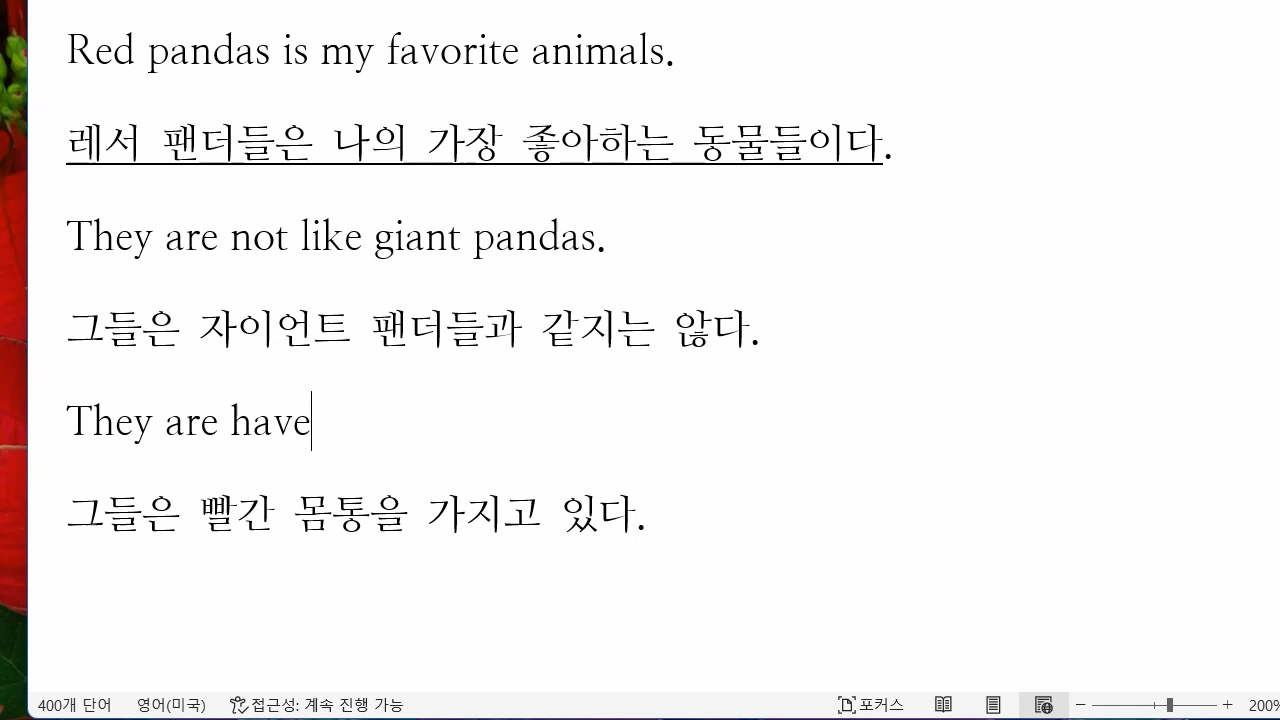 Red pandas is my favorite animals.
레서 팬더들은 나의 가장 좋아하는 동물들이다.
They are not like giant pandas.
그들은 자이언트 팬더들과 같지는 않다.
They are have
그들은 빨간 몸통을 가지고 있다.
400개 단어 영어(미국) 접근성: 계속 진행 가능 포커스 200%